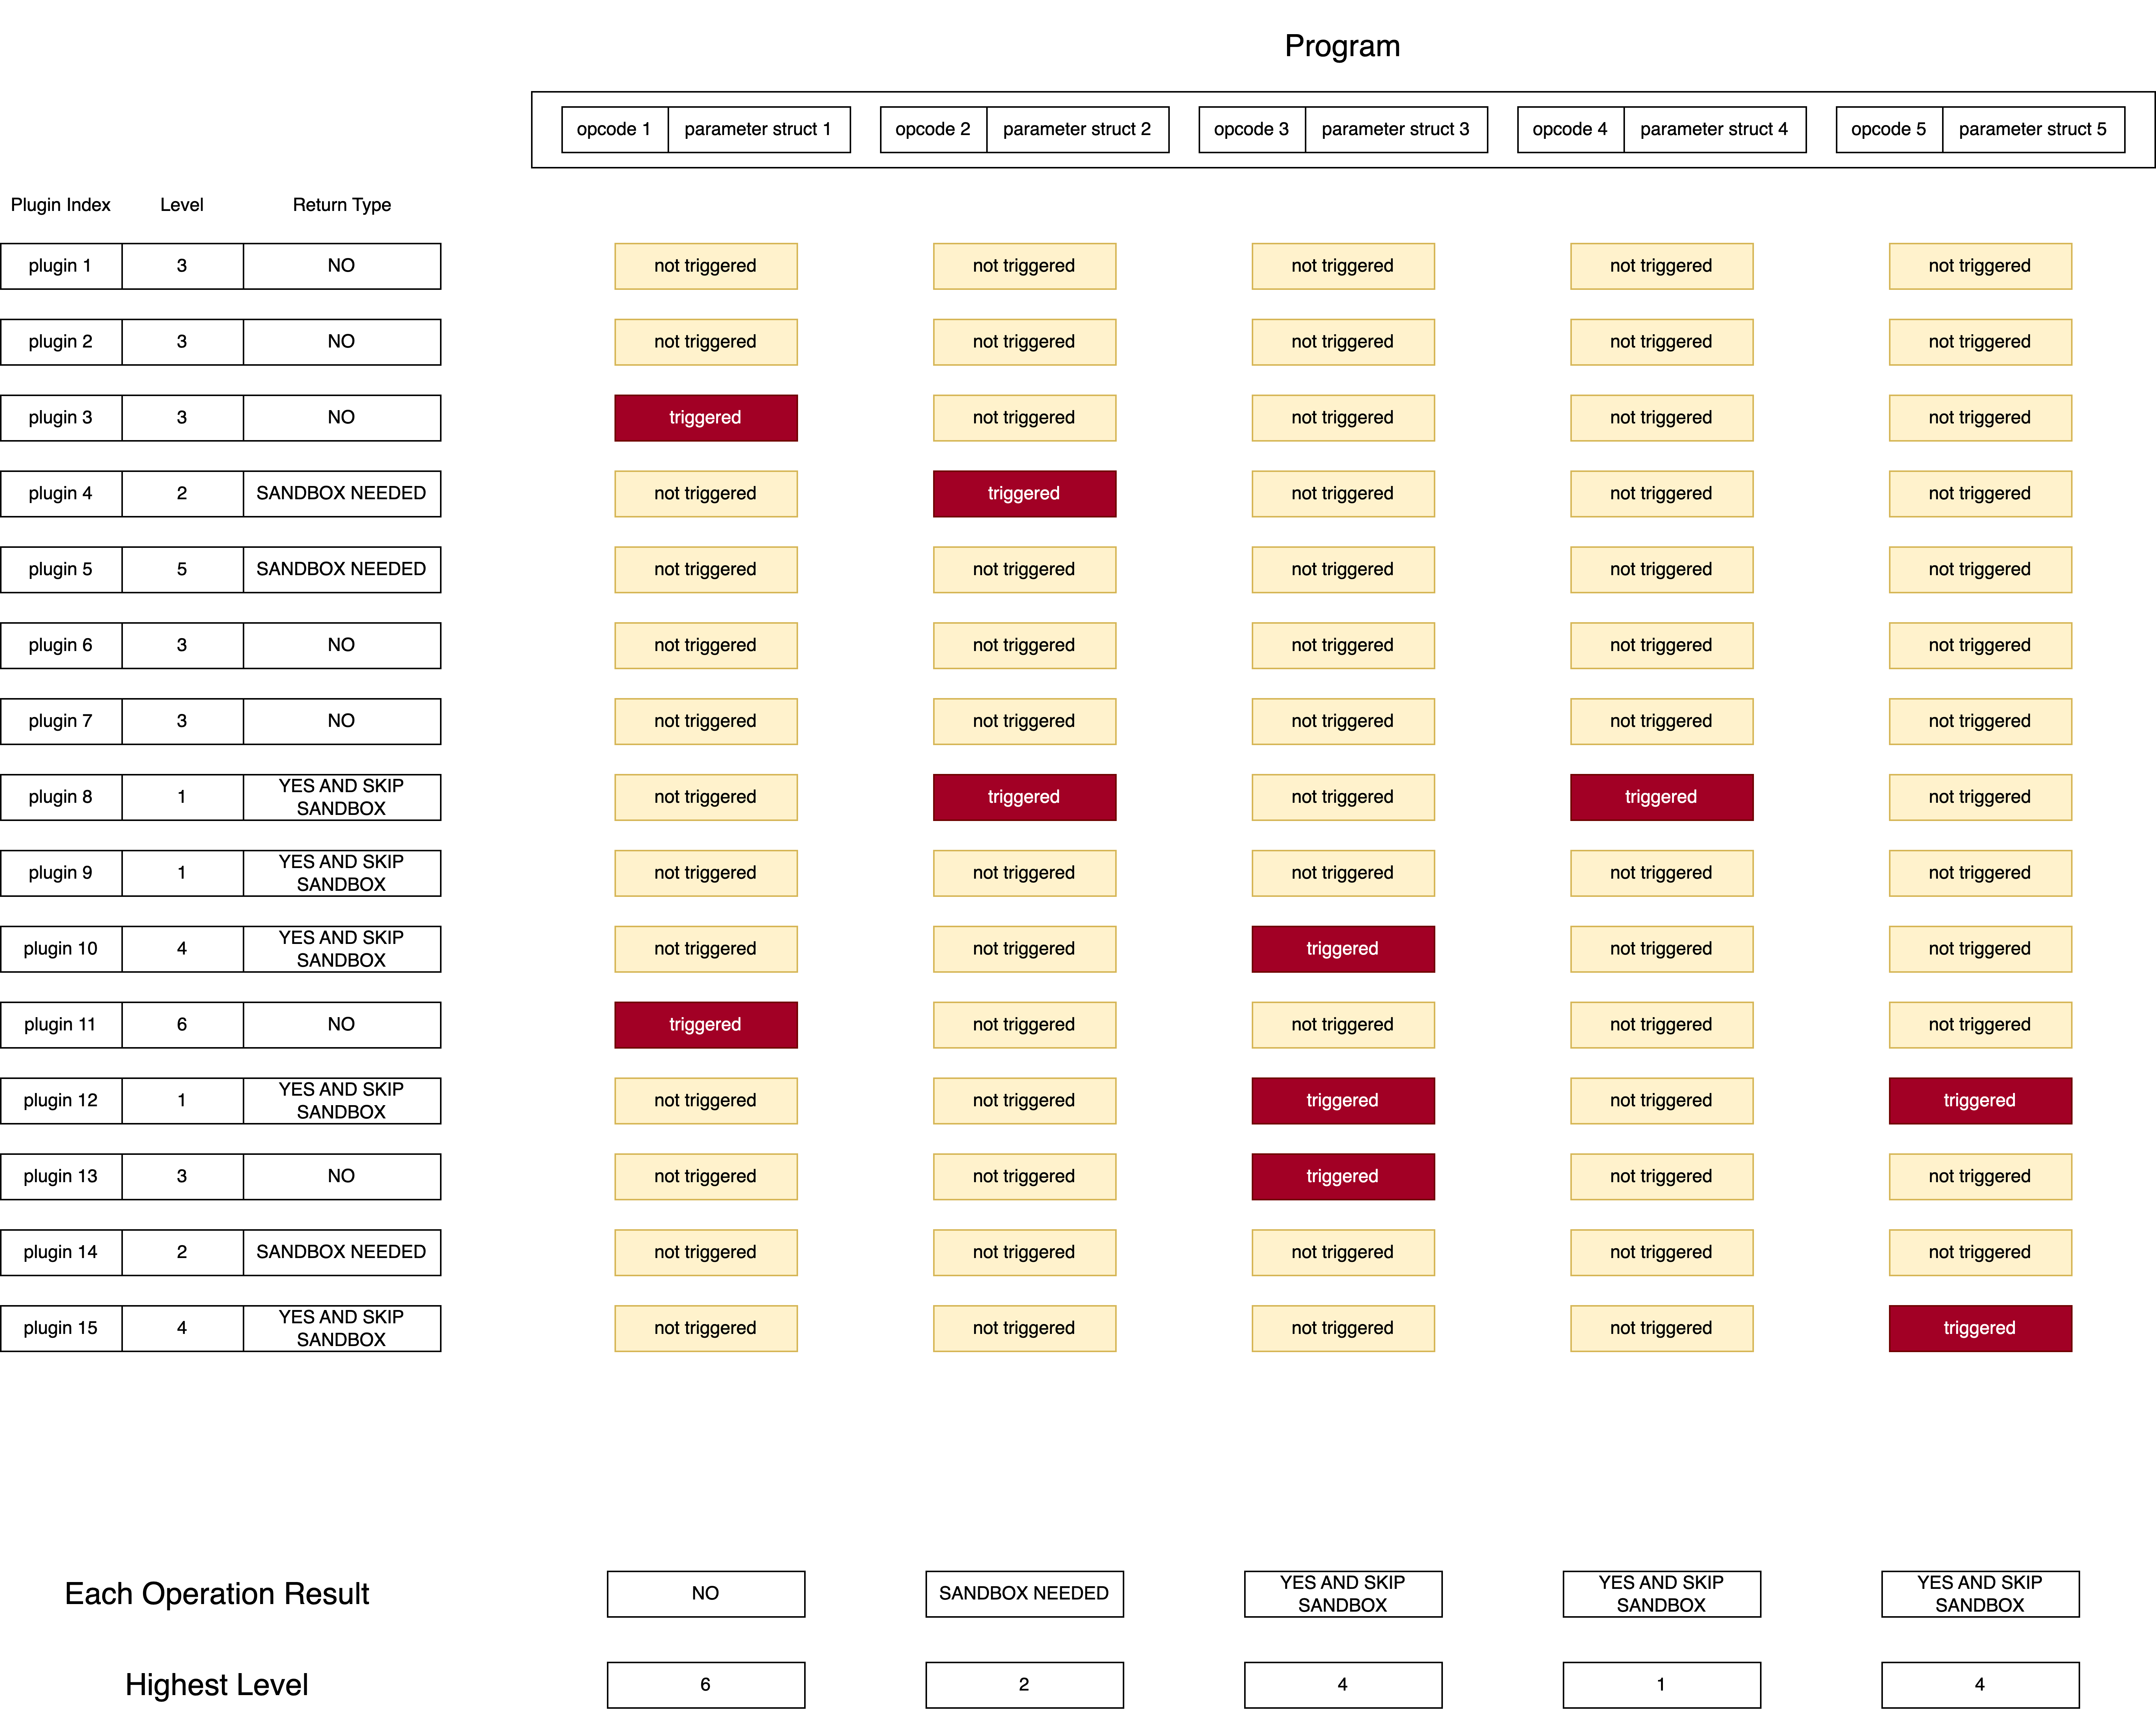 Program
opcode 1 parameter struct 1 opcode 2 parameter struct 2 opcode 3 parameter struct 3 opcode 4 parameter struct 4 opcode 5 parameter struct 5
Plugin Index Level Return Type
plugin 1 3 NO not triggered not triggered not triggered not triggered not triggered
plugin 2 3 NO not triggered not triggered not triggered not triggered not triggered
plugin 3 3 NO triggered not triggered not triggered not triggered not triggered
plugin 4 2 SANDBOX NEEDED not triggered triggered not triggered not triggered not triggered
plugin 5 5 SANDBOX NEEDED not triggered not triggered not triggered not triggered not triggered
plugin 6 3 NO not triggered not triggered not triggered not triggered not triggered
plugin 7 3 NO not triggered not triggered not triggered not triggered not triggered
plugin 8 1 YES AND SKIP SANDBOX not triggered triggered not triggered triggered not triggered
plugin 9 1 YES AND SKIP SANDBOX not triggered not triggered not triggered not triggered not triggered
plugin 10 4 YES AND SKIP SANDBOX not triggered not triggered triggered not triggered not triggered
plugin 11 6 NO triggered not triggered not triggered not triggered not triggered
plugin 12 1 YES AND SKIP SANDBOX not triggered not triggered triggered not triggered triggered
plugin 13 3 NO not triggered not triggered triggered not triggered not triggered
plugin 14 2 SANDBOX NEEDED not triggered not triggered not triggered not triggered not triggered
plugin 15 4 YES AND SKIP SANDBOX not triggered not triggered not triggered not triggered triggered
Each Operation Result NO SANDBOX NEEDED YES AND SKIP SANDBOX YES AND SKIP SANDBOX YES AND SKIP SANDBOX
Highest Level 6 2 4 1 4